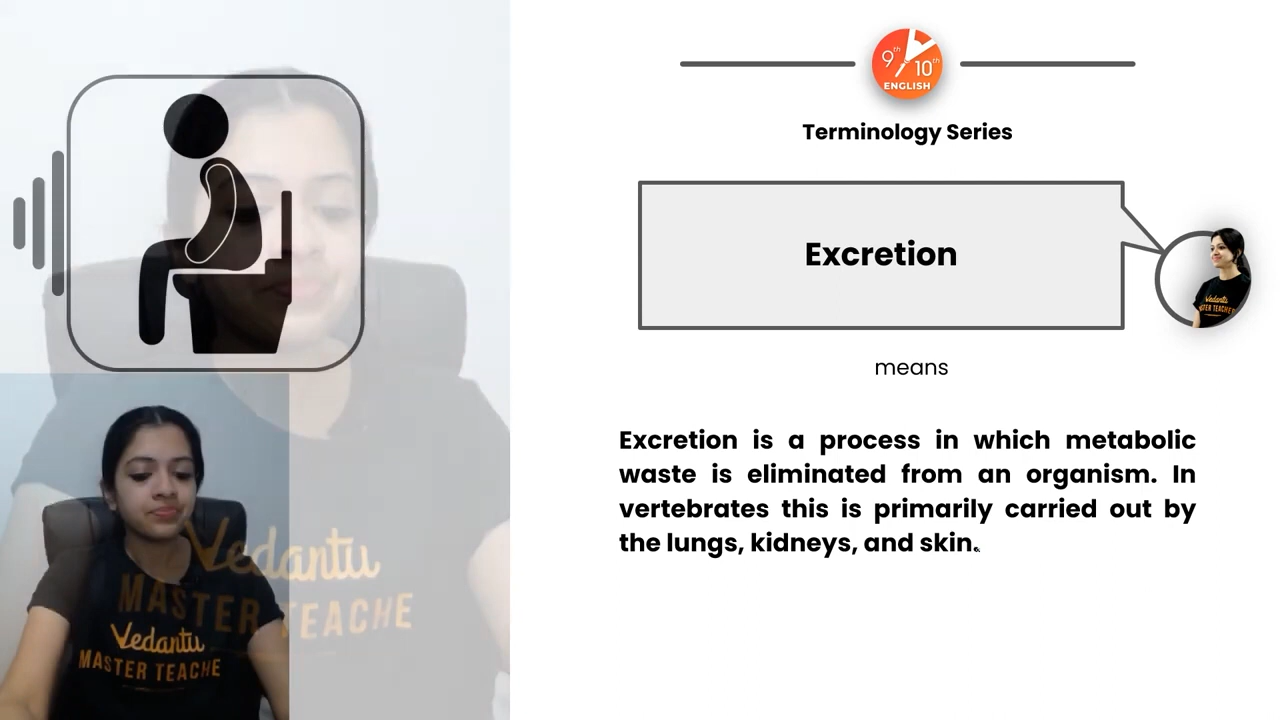 9th 10th
ENGLISH
Terminology Series
Excretion
means
Excretion is a process in which metabolic
waste is eliminated from an organism. In
vertebrates this is primarily carried out by
the lungs, kidneys, and skin.
Vedantu
MASTER TEACHE
Vedantu
MASTER TEACHE
Vedantu